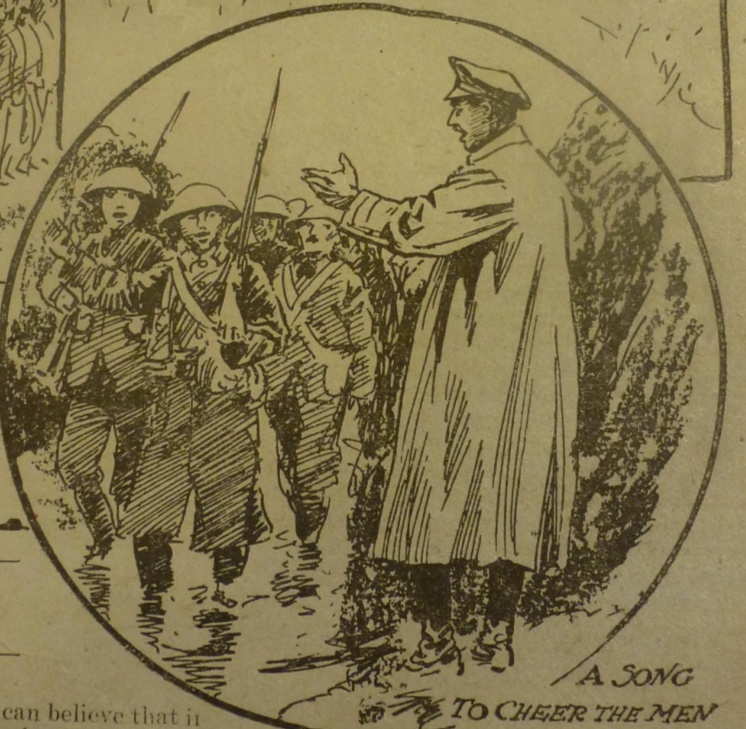 A SONG
TO CHEER THE MEN
can believe that